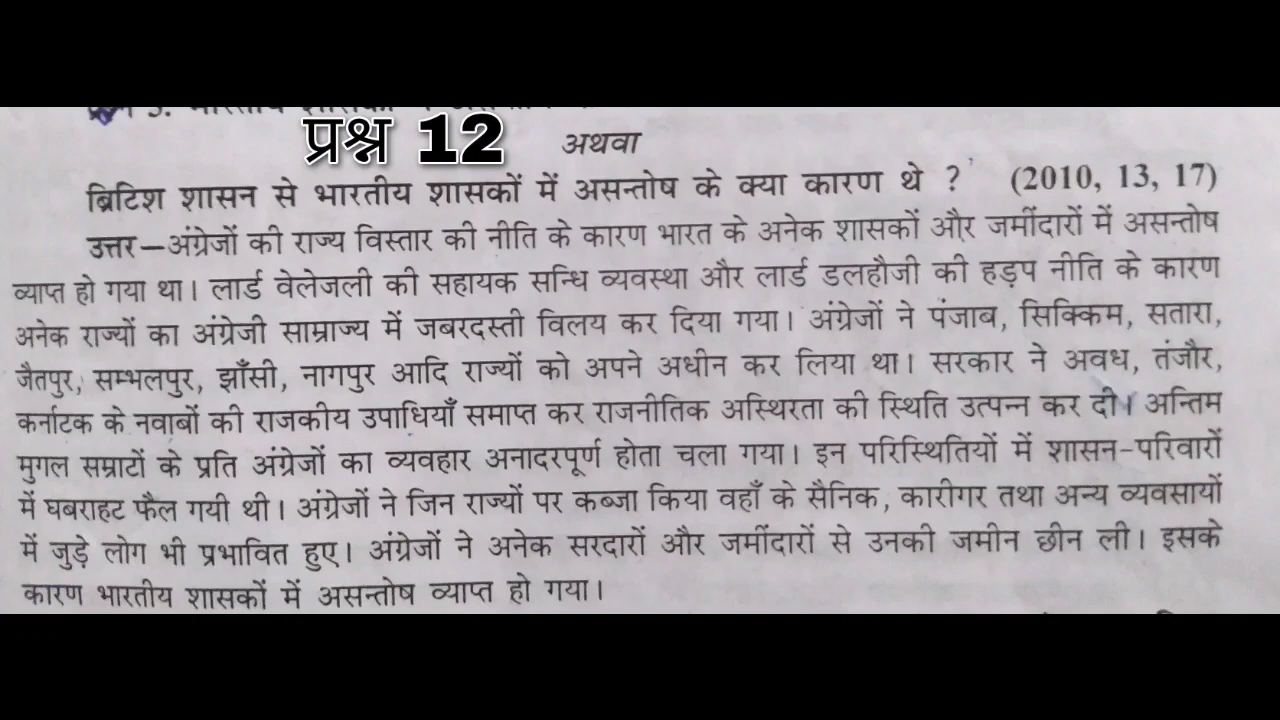 प्रश्न 12
अथवा
ब्रिटिश शासन से भारतीय शासकों में असन्तोष के क्या कारण थे ? (2010, 13, 17)
उत्तर—अंग्रेजों की राज्य विस्तार की नीति के कारण भारत के अनेक शासकों और जमींदारों में असन्तोष
व्याप्त हो गया था। लार्ड वेलेजली की सहायक सन्धि व्यवस्था और लार्ड डलहौजी की हड़प नीति के कारण
अनेक राज्यों का अंग्रेजी साम्राज्य में जबरदस्ती विलय कर दिया गया। अंग्रेजों ने पंजाब, सिक्किम, सतारा,
जैतपुर, सम्भलपुर, झाँसी, नागपुर आदि राज्यों को अपने अधीन कर लिया था। सरकार ने अवध, तंजौर,
कर्नाटक के नवाबों की राजकीय उपाधियाँ समाप्त कर राजनीतिक अस्थिरता की स्थिति उत्पन्न कर दी। अन्तिम
मुगल सम्राटों के प्रति अंग्रेजों का व्यवहार अनादरपूर्ण होता चला गया। इन परिस्थितियों में शासन-परिवारों
में घबराहट फैल गयी थी। अंग्रेजों ने जिन राज्यों पर कब्जा किया वहाँ के सैनिक, कारीगर तथा अन्य व्यवसायों
में जुड़े लोग भी प्रभावित हुए। अंग्रेजों ने अनेक सरदारों और जमींदारों से उनकी जमीन छीन ली। इसके
कारण भारतीय शासकों में असन्तोष व्याप्त हो गया।